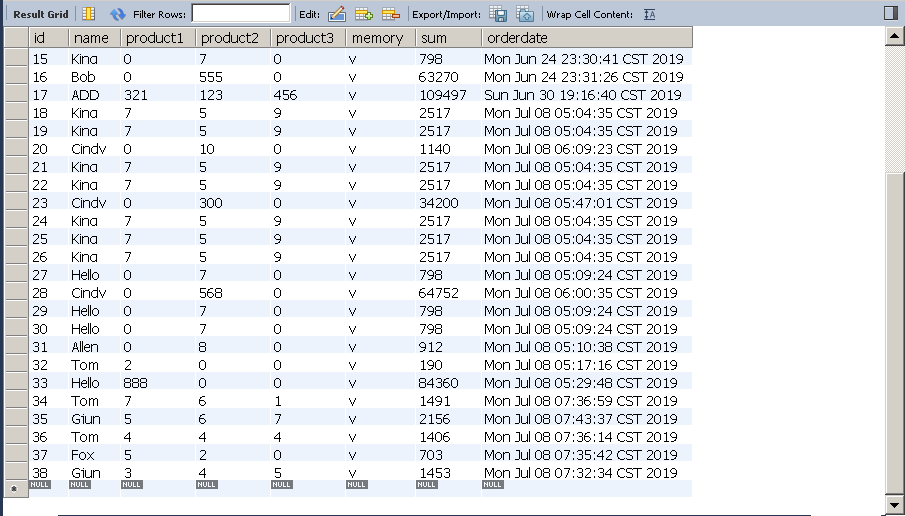 Result Grid Filter Rows: Edit: Export/Import: Wrap Cell Content: IA
id name product1 product2 product3 memory sum orderdate
15 Kina 0 7 0 v 798 Mon Jun 24 23:30:41 CST 2019
16 Bob 0 555 0 v 63270 Mon Jun 24 23:31:26 CST 2019
17 ADD 321 123 456 v 109497 Sun Jun 30 19:16:40 CST 2019
18 Kina 7 5 9 v 2517 Mon Jul 08 05:04:35 CST 2019
19 Kina 7 5 9 v 2517 Mon Jul 08 05:04:35 CST 2019
20 Cindv 0 10 0 v 1140 Mon Jul 08 06:09:23 CST 2019
21 Kina 7 5 9 v 2517 Mon Jul 08 05:04:35 CST 2019
22 Kina 7 5 9 v 2517 Mon Jul 08 05:04:35 CST 2019
23 Cindv 0 300 0 v 34200 Mon Jul 08 05:47:01 CST 2019
24 Kina 7 5 9 v 2517 Mon Jul 08 05:04:35 CST 2019
25 Kina 7 5 9 v 2517 Mon Jul 08 05:04:35 CST 2019
26 Kina 7 5 9 v 2517 Mon Jul 08 05:04:35 CST 2019
27 Hello 0 7 0 v 798 Mon Jul 08 05:09:24 CST 2019
28 Cindv 0 568 0 v 64752 Mon Jul 08 06:00:35 CST 2019
29 Hello 0 7 0 v 798 Mon Jul 08 05:09:24 CST 2019
30 Hello 0 7 0 v 798 Mon Jul 08 05:09:24 CST 2019
31 Allen 0 8 0 v 912 Mon Jul 08 05:10:38 CST 2019
32 Tom 2 0 0 v 190 Mon Jul 08 05:17:16 CST 2019
33 Hello 888 0 0 v 84360 Mon Jul 08 05:29:48 CST 2019
34 Tom 7 6 1 v 1491 Mon Jul 08 07:36:59 CST 2019
35 Giun 5 6 7 v 2156 Mon Jul 08 07:43:37 CST 2019
36 Tom 4 4 4 v 1406 Mon Jul 08 07:36:14 CST 2019
37 Fox 5 2 0 v 703 Mon Jul 08 07:35:42 CST 2019
38 Giun 3 4 5 v 1453 Mon Jul 08 07:32:34 CST 2019
NULL NULL NULL NULL NULL NULL NULL NULL